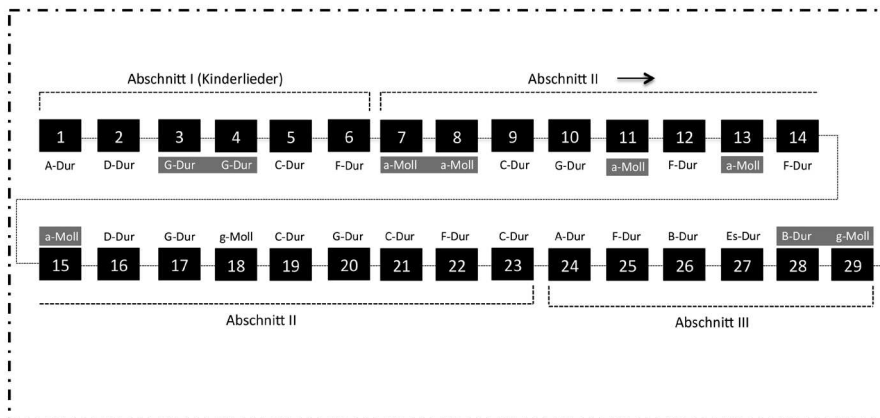 Abschnitt I (Kinderlieder) Abschnitt II
1 2 3 4 5 6 7 8 9 10 11 12 13 14
A-Dur D-Dur G-Dur G-Dur C-Dur F-Dur a-Moll a-Moll C-Dur G-Dur a-Moll F-Dur a-Moll F-Dur
a-Moll D-Dur G-Dur g-Moll C-Dur G-Dur C-Dur F-Dur C-Dur A-Dur F-Dur B-Dur Es-Dur B-Dur g-Moll
15 16 17 18 19 20 21 22 23 24 25 26 27 28 29
Abschnitt II Abschnitt III